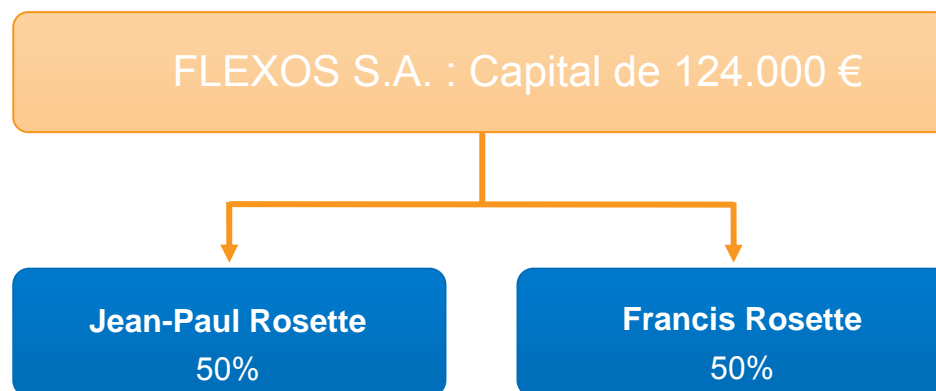 FLEXOS S.A. : Capital de 124.000 €
Jean-Paul Rosette
50%
Francis Rosette
50%